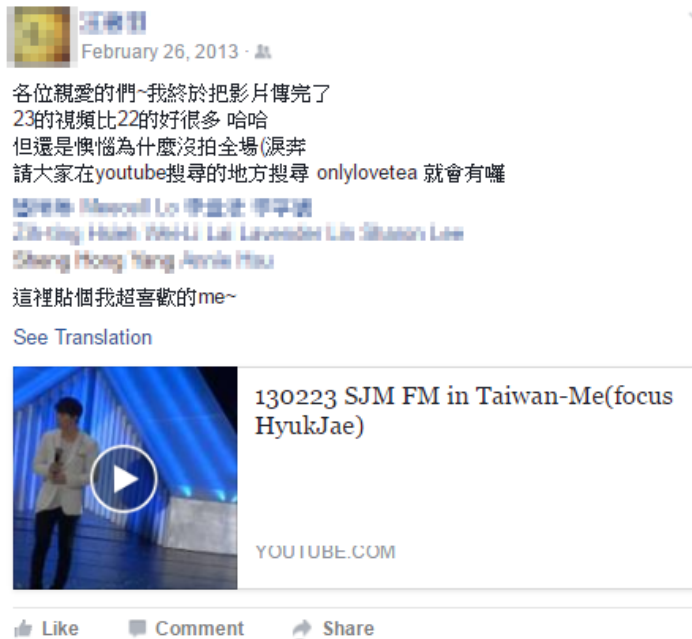 February 26, 2013
各位親愛的們~我終於把影片傳完了
23的視頻比22的好很多 哈哈
但還是懊惱為什麼沒拍全場(淚奔
請大家在youtube搜尋的地方搜尋 onlylovetea 就會有囉
這裡貼個我超喜歡的me~
See Translation
130223 SJM FM in Taiwan-Me(focus
HyukJae)
YOUTUBE.COM
Like Comment Share